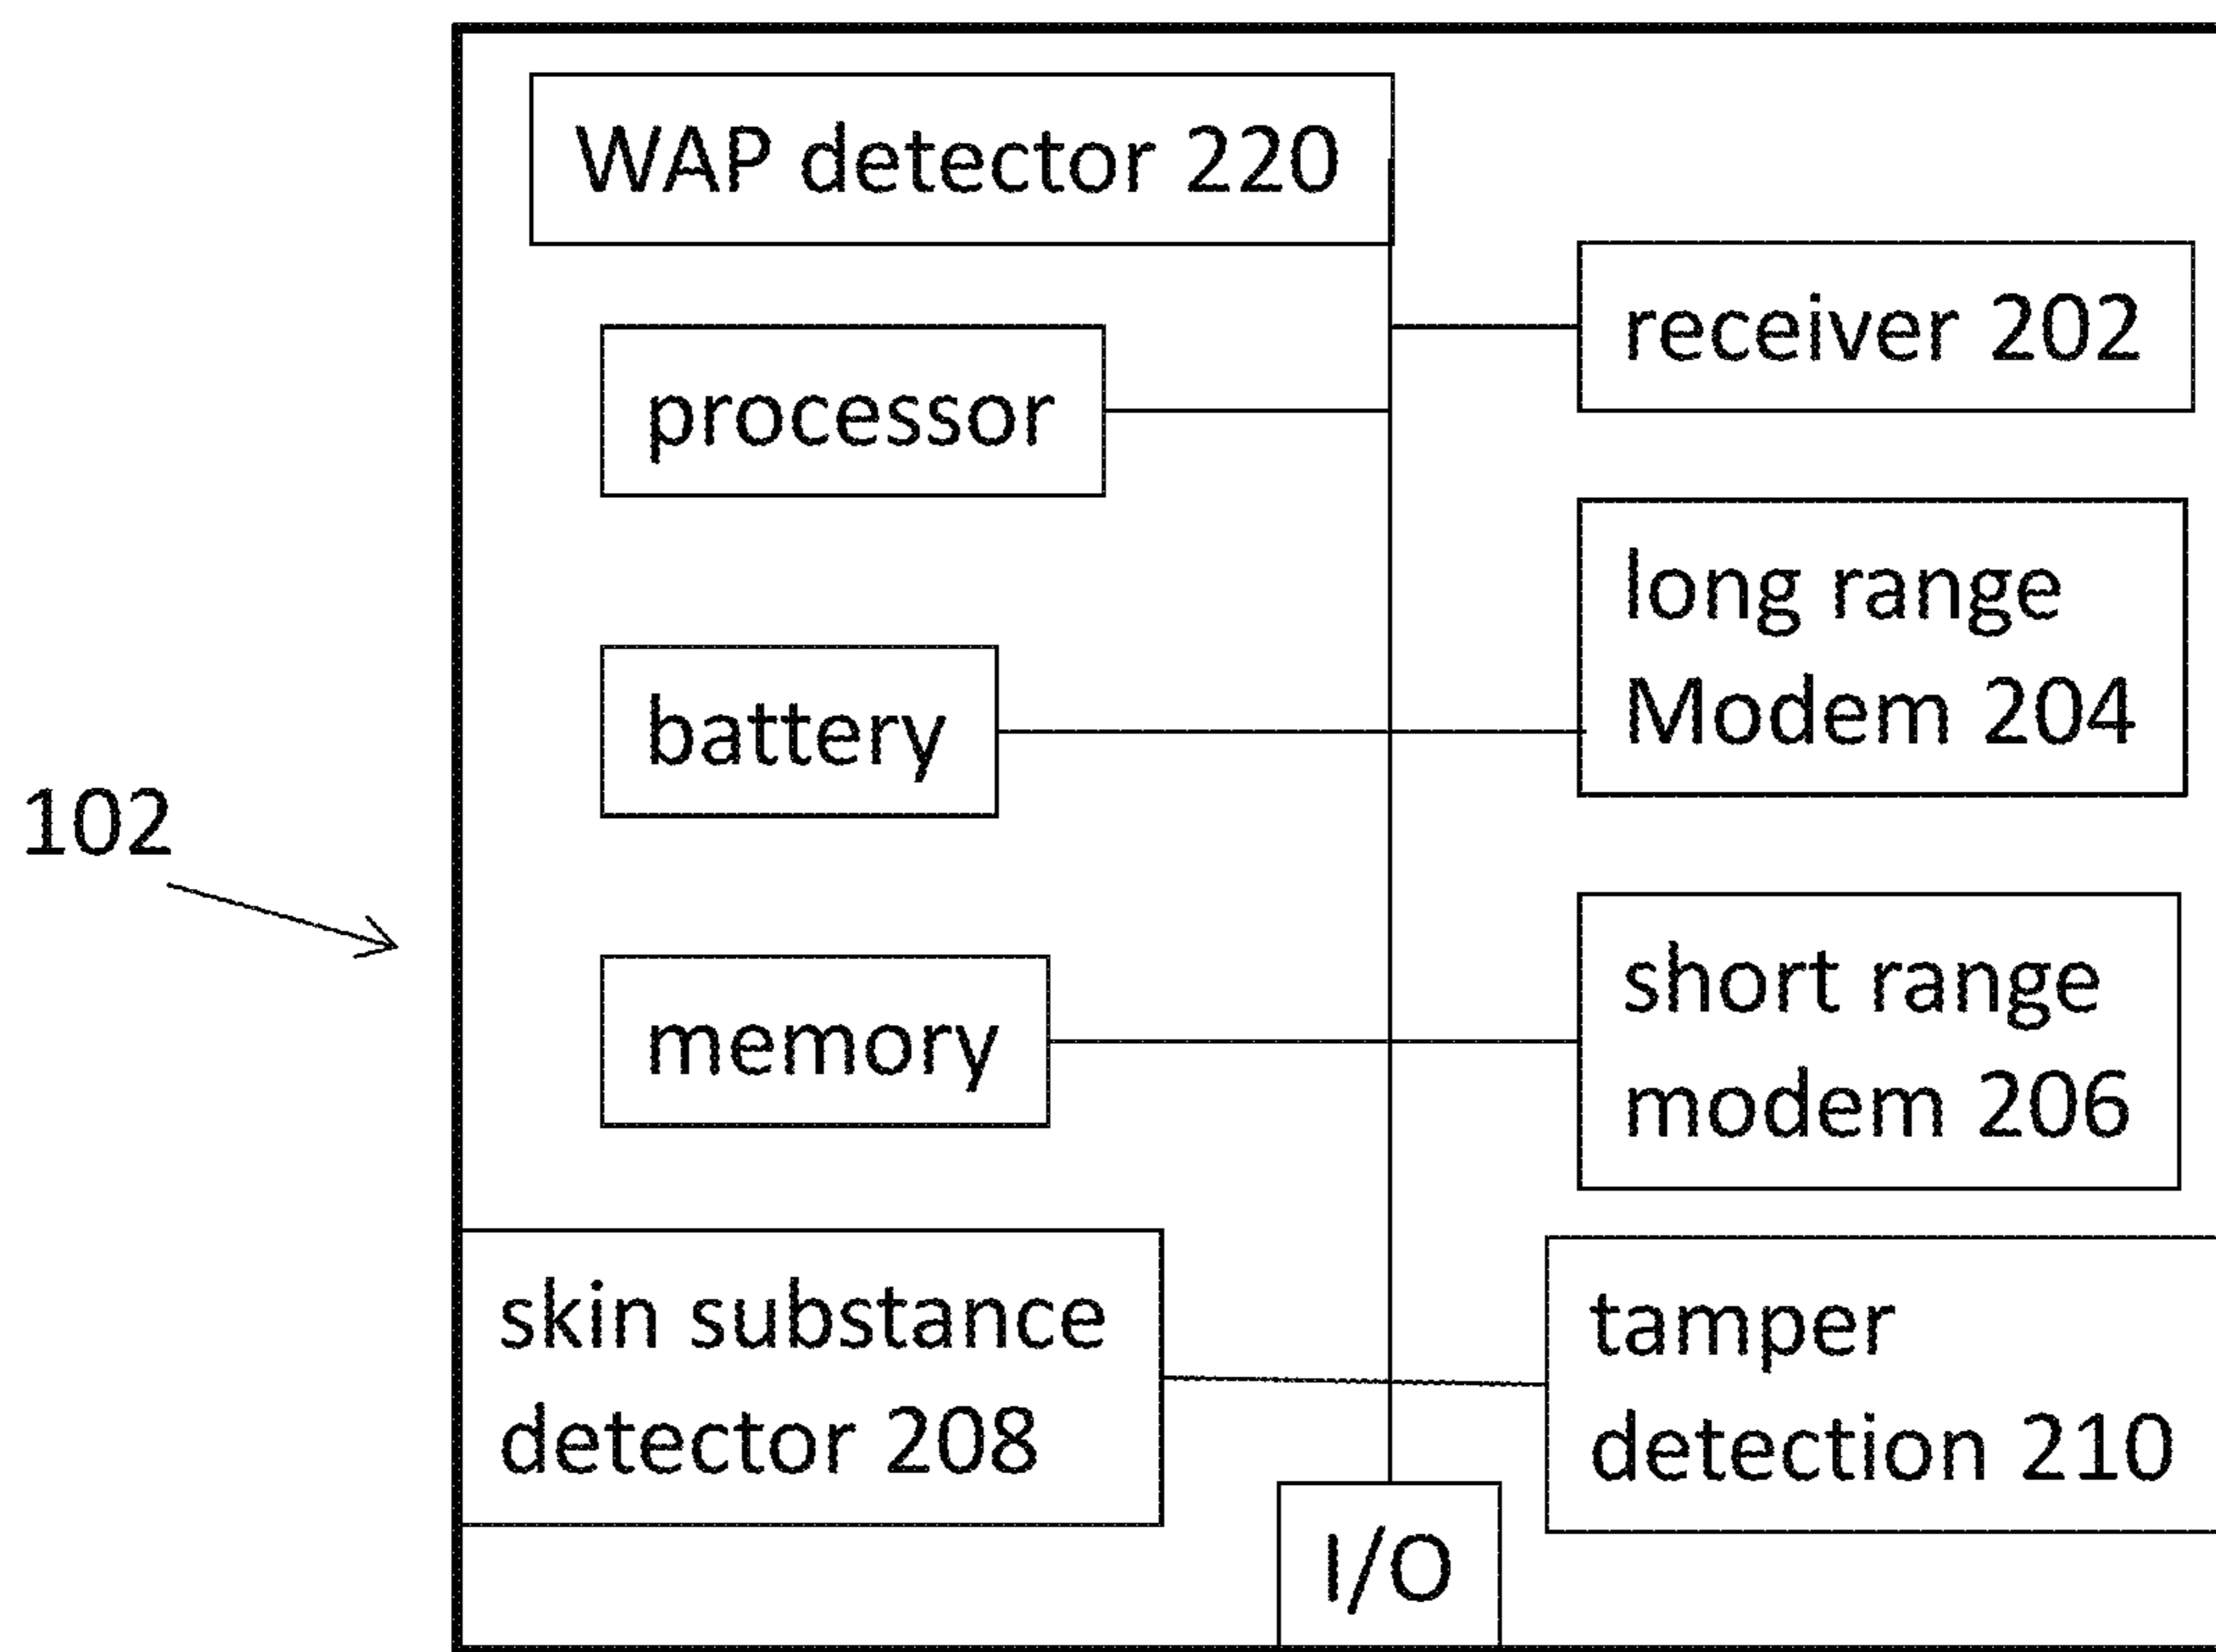 WAP detector 220
receiver 202
processor
long range
Modem 204
battery
102
short range
modem 206
memory
skin substance
detector 208
tamper
detection 210
I/O